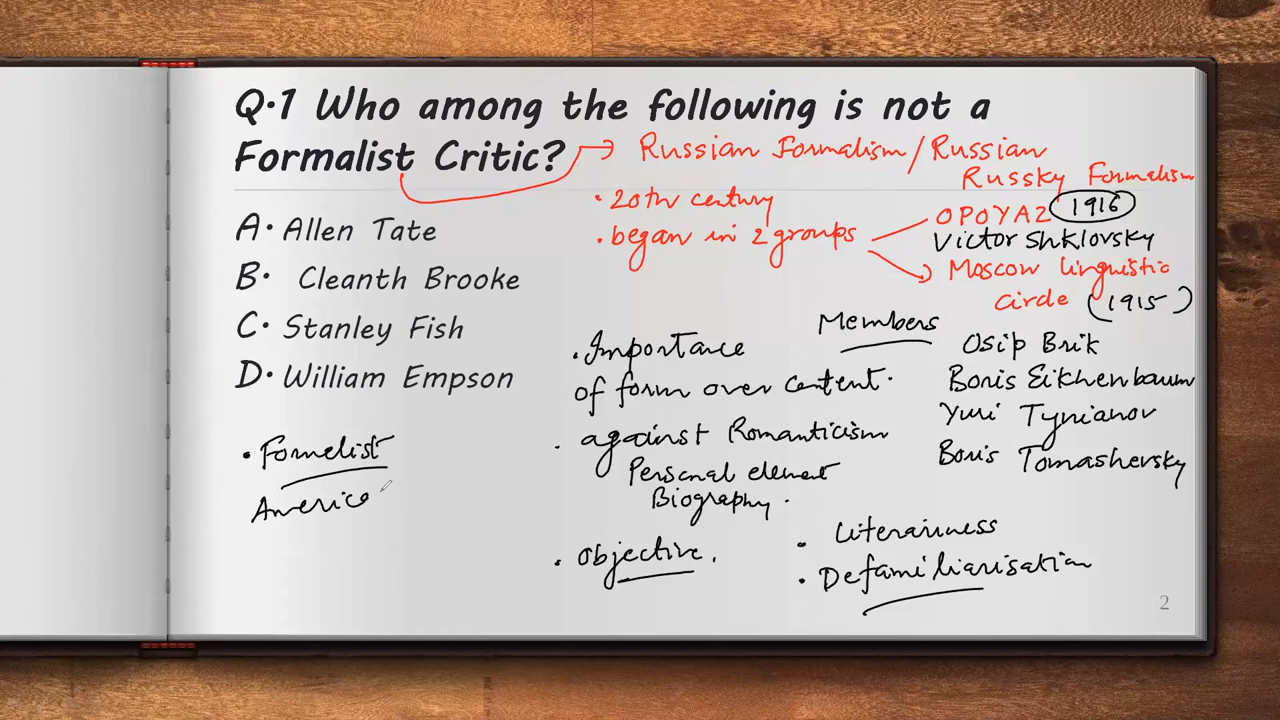 Q.1 Who among the following is not a
Formalist Critic?
Russian Formalism / Russian
Russky Formalism
A. Allen Tate
B. Cleanth Brooke
C. Stanley Fish
D. William Empson
. 20th century
. began in 2 groups
OPOYAZ 1916
Victor Shklovsky
Moscow linguistic
circle (1915)
. Importance
of form over content.
. against Romanticism
Personal element
Biography.
. Objective.
Members
Osip Brik
Boris Eikhenbaum
Yuri Tynianov
Boris Tomashevsky
. Literariness
. Defamiliarisation
. Formelist
America
2